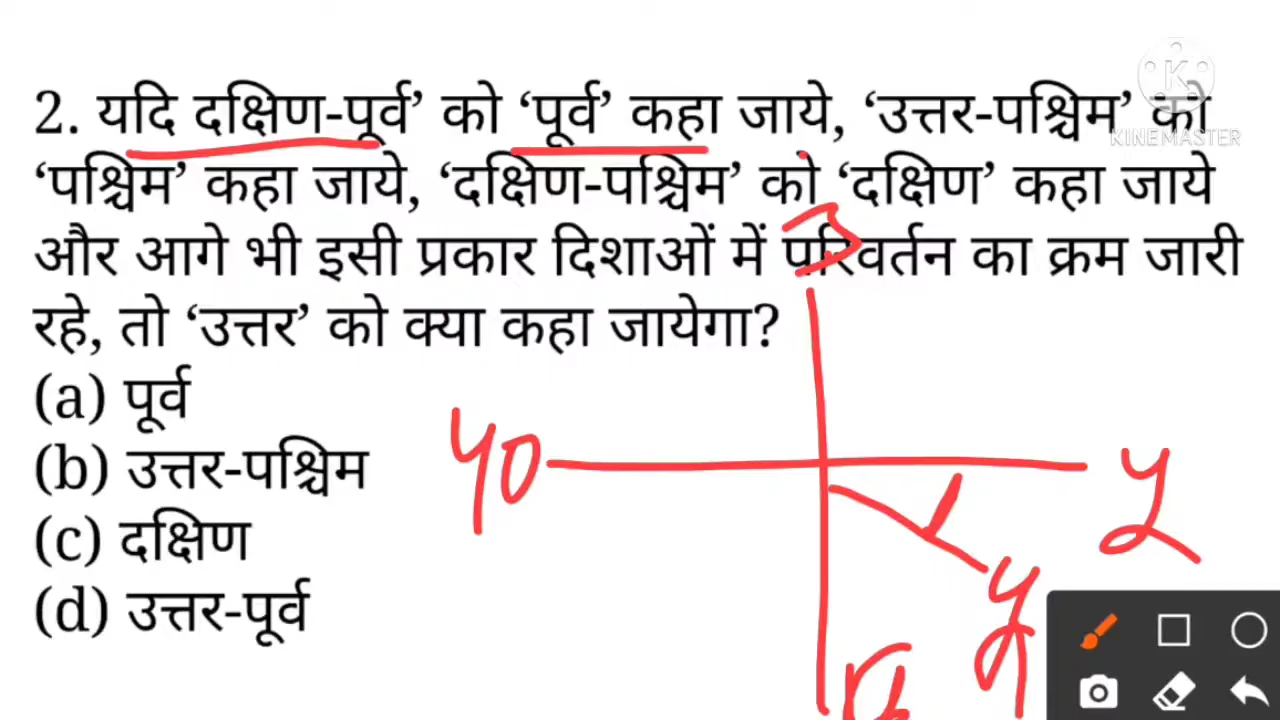 2. यदि दक्षिण-पूर्व’ को ‘पूर्व’ कहा जाये, ‘उत्तर-पश्चिम’ को
‘पश्चिम’ कहा जाये, ‘दक्षिण-पश्चिम’ को ‘दक्षिण’ कहा जाये
और आगे भी इसी प्रकार दिशाओं में परिवर्तन का क्रम जारी
रहे, तो ‘उत्तर’ को क्या कहा जायेगा?
(a) पूर्व
(b) उत्तर-पश्चिम
(c) दक्षिण
(d) उत्तर-पूर्व
K
KINEMASTER